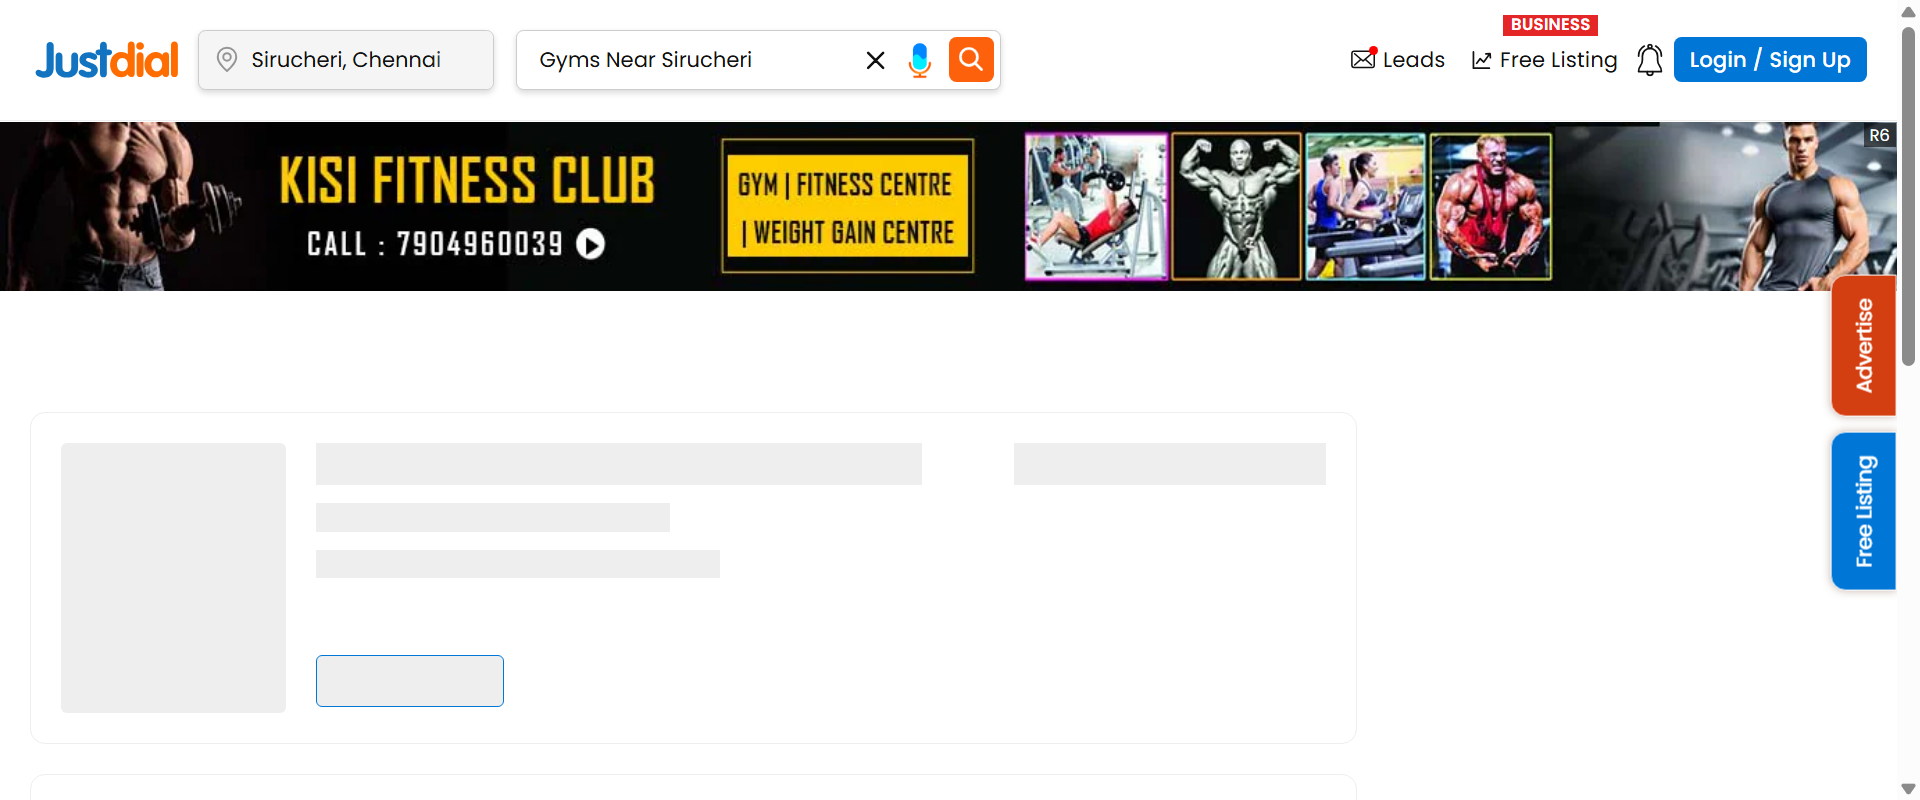 Justdial
Sirucheri, Chennai
Gyms Near Sirucheri
BUSINESS
Leads
Free Listing
Login / Sign Up
KISI FITNESS CLUB
CALL : 7904960039
GYM | FITNESS CENTRE
| WEIGHT GAIN CENTRE
R6
Advertise
Free Listing